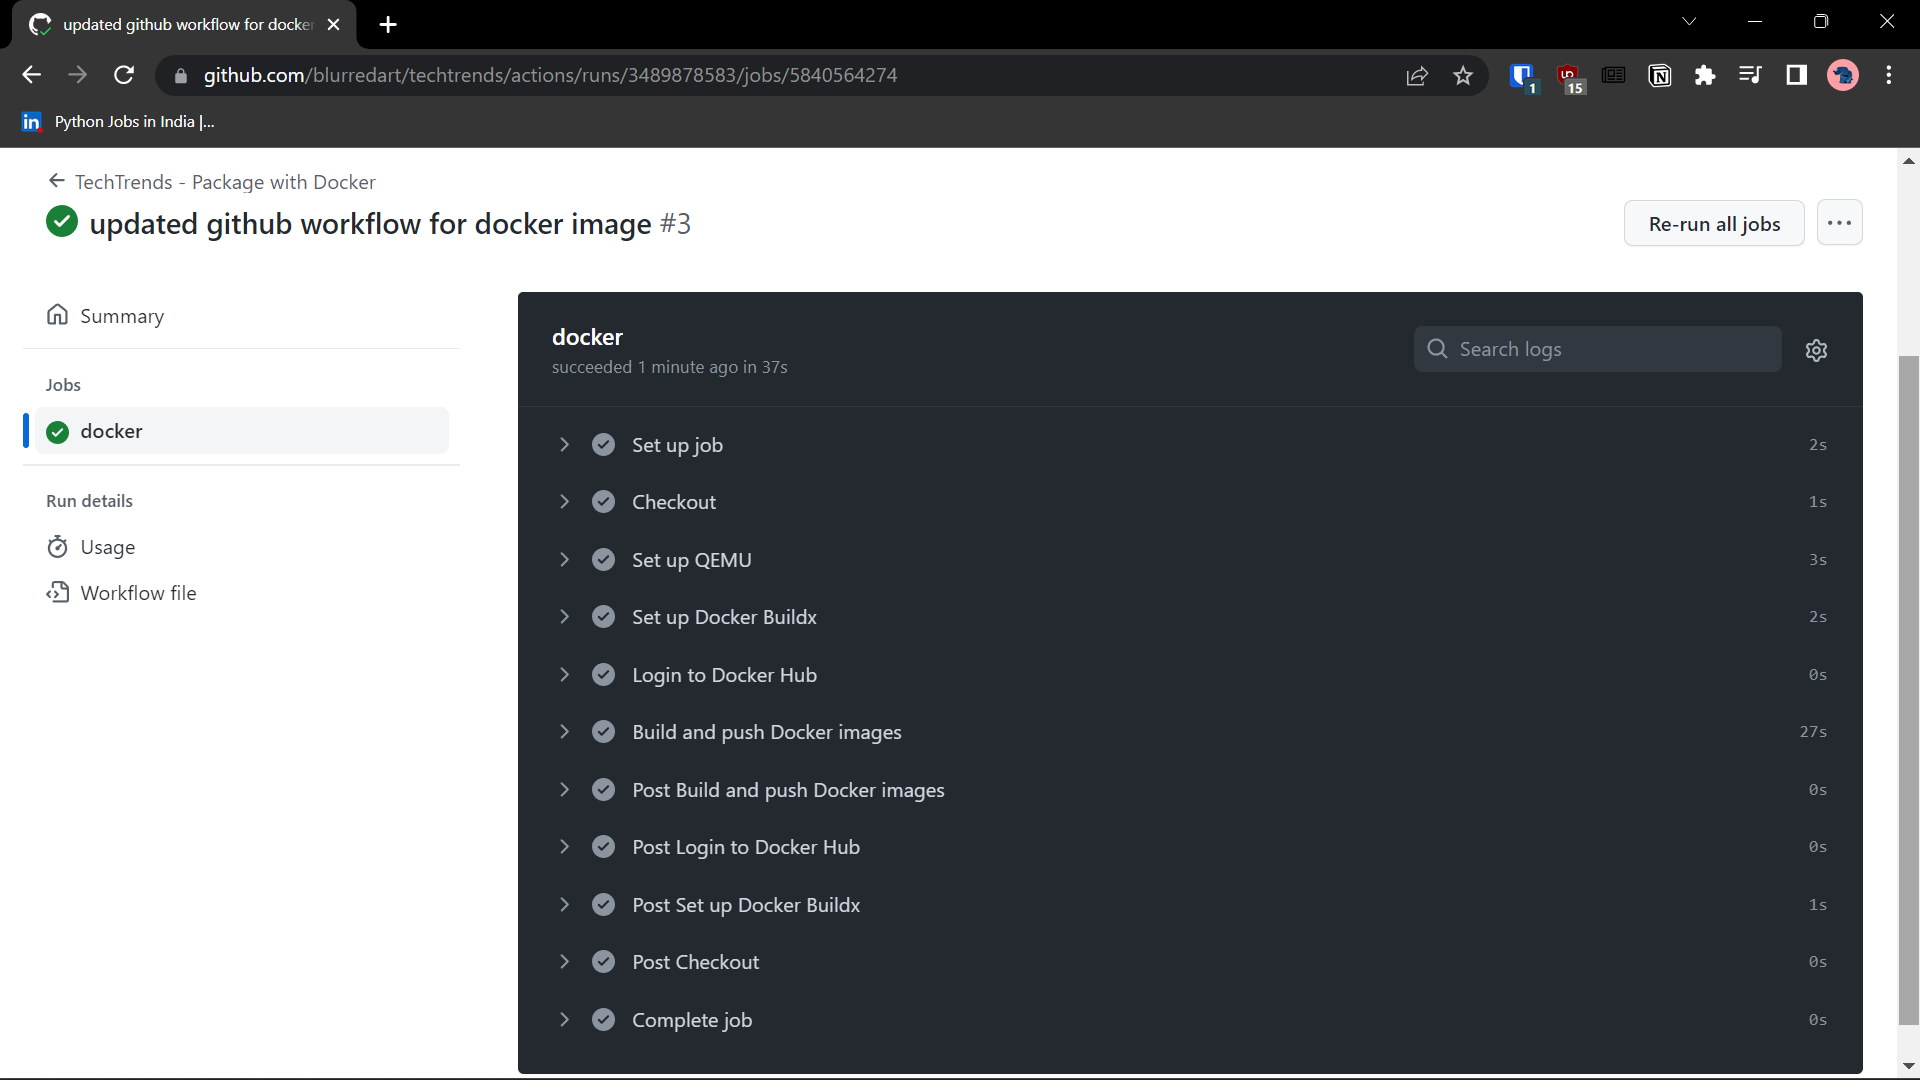 updated github workflow for docker
github.com/blurredart/techtrends/actions/runs/3489878583/jobs/5840564274
1
15
Python Jobs in India |...
TechTrends - Package with Docker
updated github workflow for docker image #3
Re-run all jobs
Summary
Jobs
docker
Run details
Usage
Workflow file
docker
succeeded 1 minute ago in 37s
Search logs
Set up job 2s
Checkout 1s
Set up QEMU 3s
Set up Docker Buildx 2s
Login to Docker Hub 0s
Build and push Docker images 27s
Post Build and push Docker images 0s
Post Login to Docker Hub 0s
Post Set up Docker Buildx 1s
Post Checkout 0s
Complete job 0s